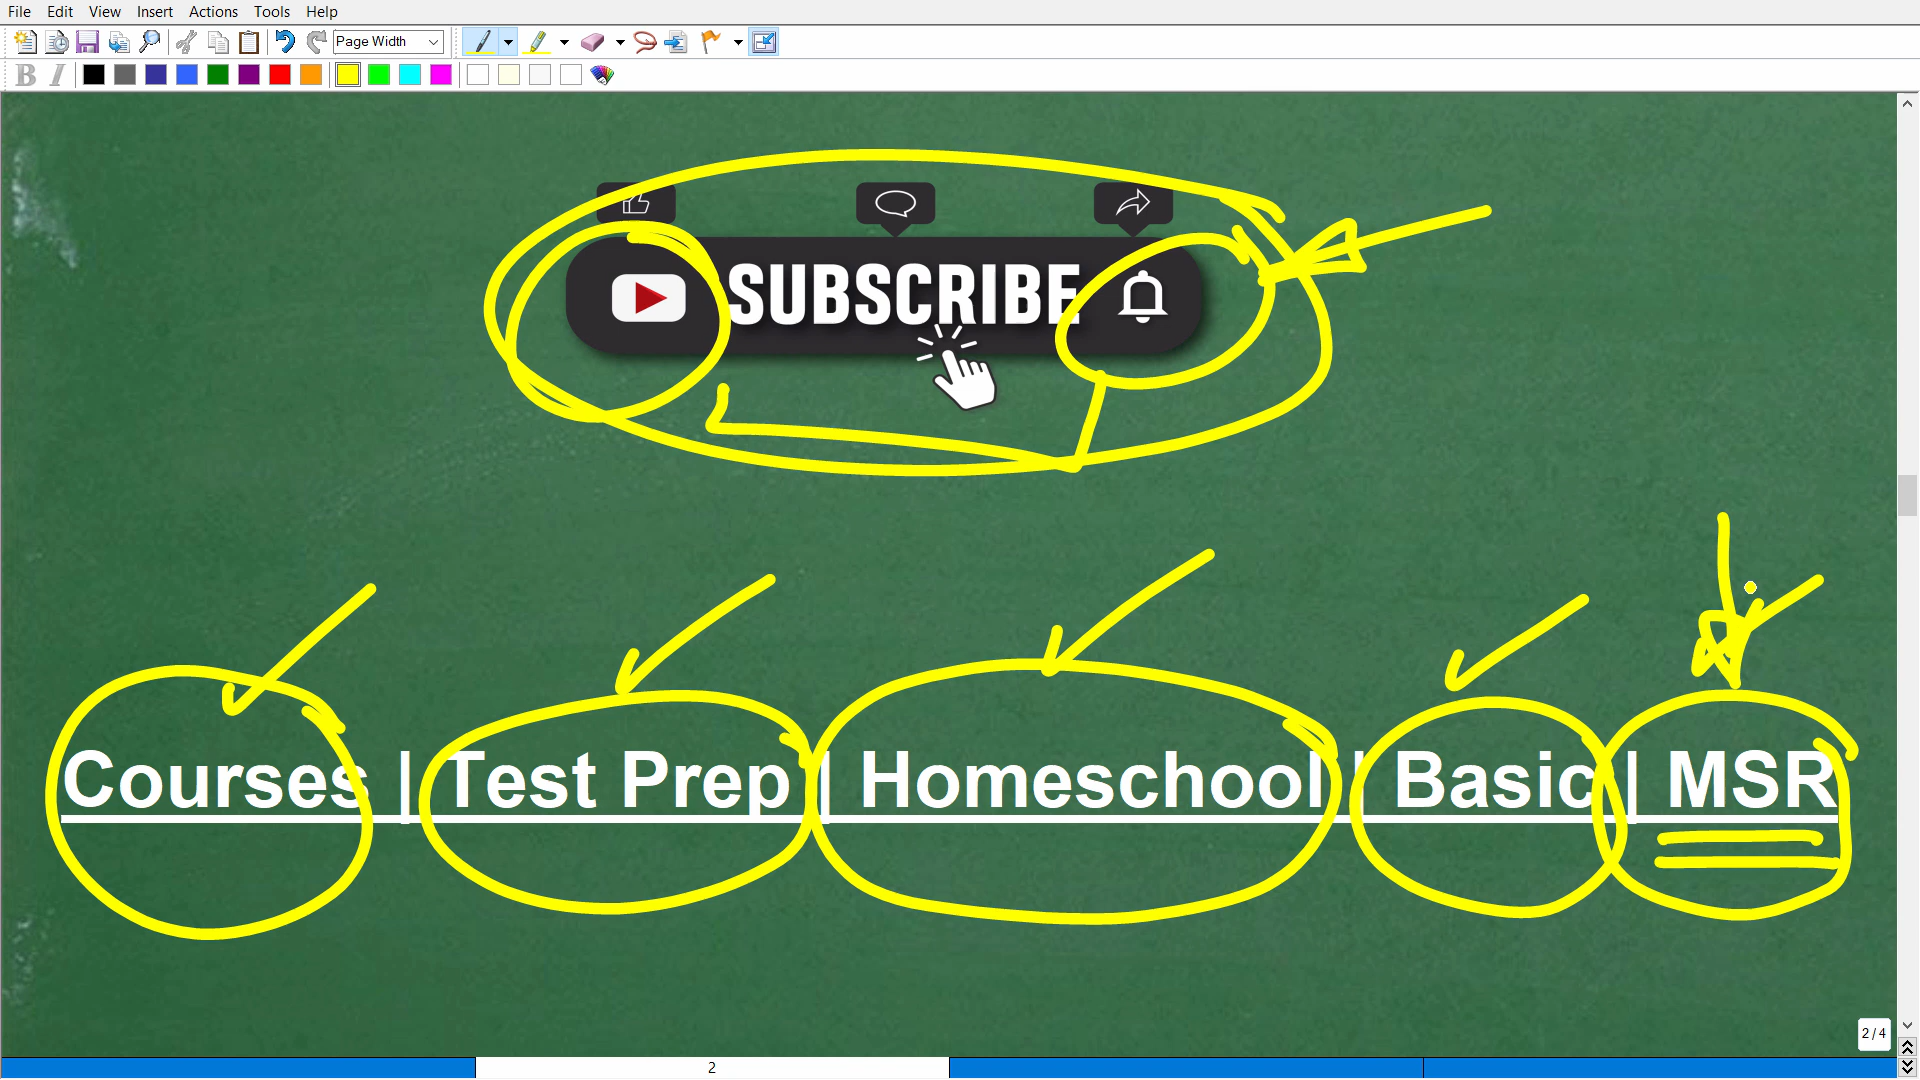 File Edit View Insert Actions Tools Help
Page Width
B I
SUBSCRIBE
Courses | Test Prep | Homeschool | Basic | MSR
2 / 4
2